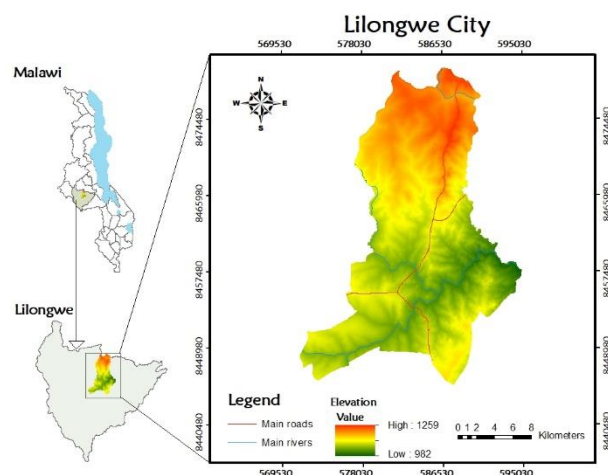 Lilongwe City
569530 578030 586530 595030
Malawi
N
W E
S
8474480 8474480
8465980 8465980
8457480 8457480
Lilongwe
8448980 8448980
Legend
Main roads
Main rivers
Elevation
Value
High : 1259
Low : 982
0 1 2 4 6 8
Kilometers
8440480 8440480
569530 578030 586530 595030